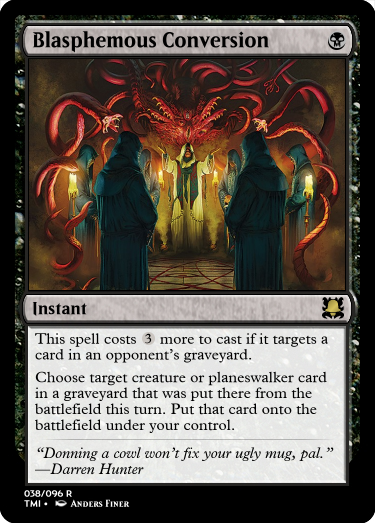 Blasphemous Conversion
Instant
This spell costs 3 more to cast if it targets a
card in an opponent's graveyard.
Choose target creature or planeswalker card
in a graveyard that was put there from the
battlefield this turn. Put that card onto the
battlefield under your control.
“Donning a cowl won't fix your ugly mug, pal.”
—Darren Hunter
038/096 R
TMI • Anders Finer